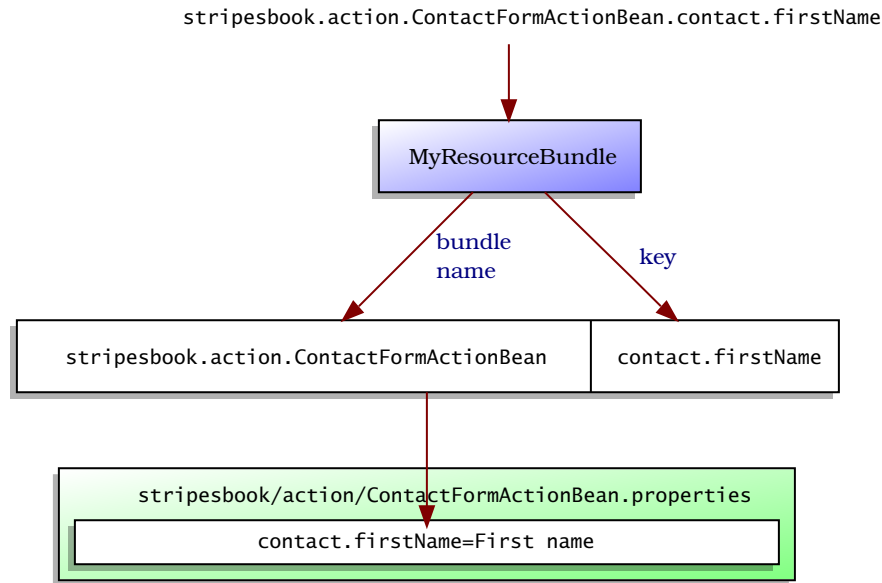 stripesbook.action.ContactFormActionBean.contact.firstName
MyResourceBundle
bundle
name
key
stripesbook.action.ContactFormActionBean
contact.firstName
stripesbook/action/ContactFormActionBean.properties
contact.firstName=First name